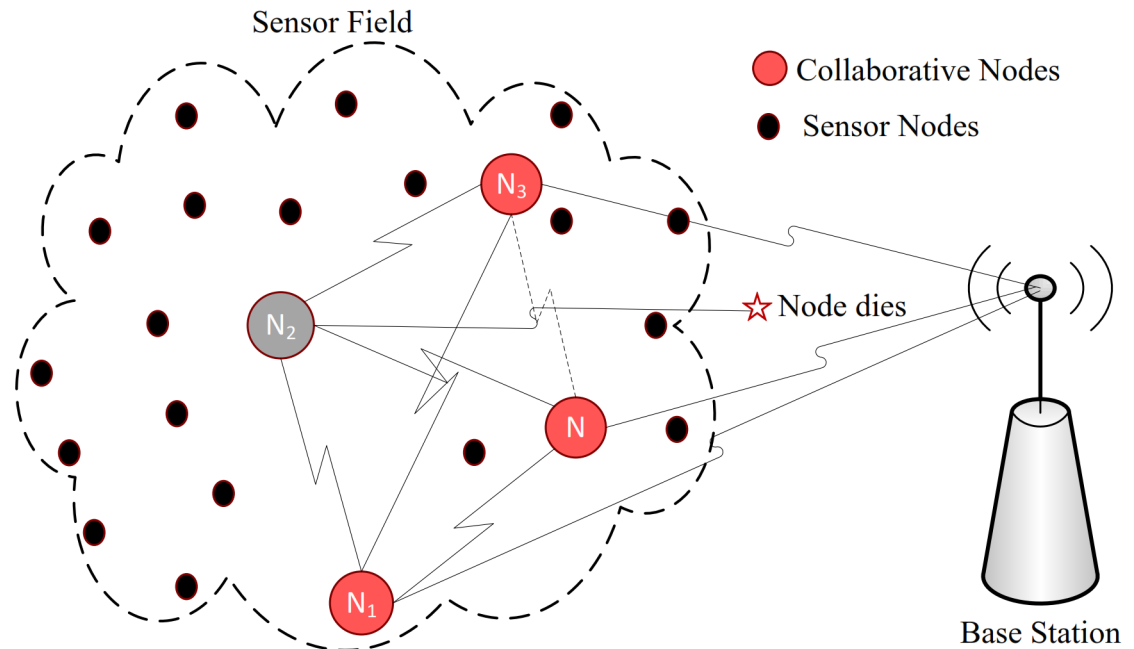 Sensor Field
Collaborative Nodes
Sensor Nodes
N₃
N₂
Node dies
N
N₁
Base Station